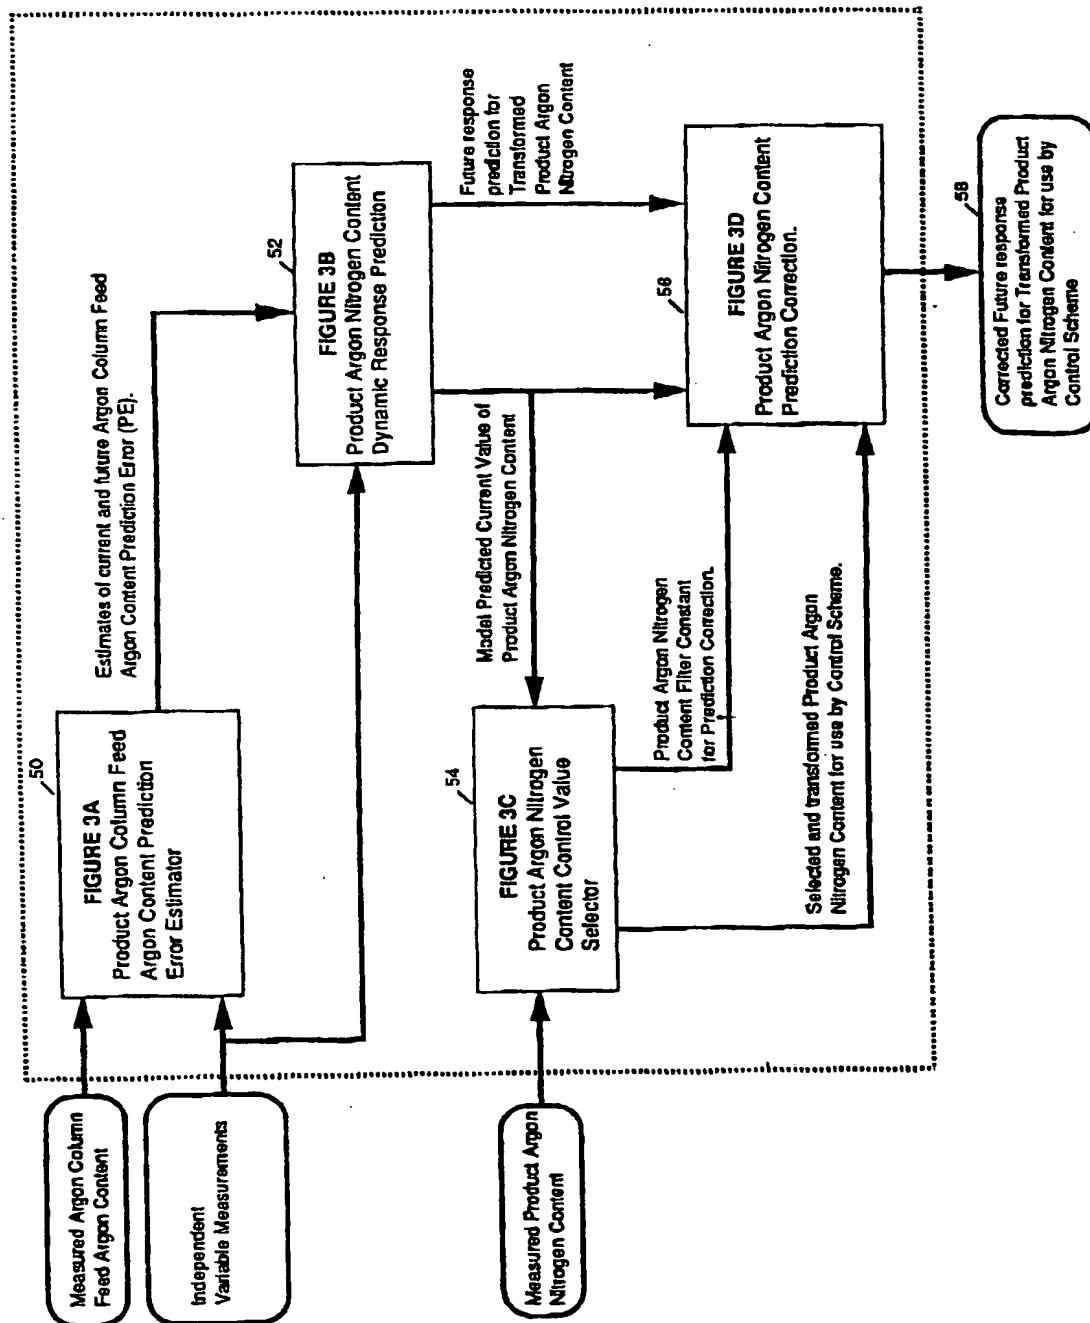 Measured Argon Column
Feed Argon Content
Independent
Variable Measurements
50
FIGURE 3A
Product Argon Column Feed
Argon Content Prediction
Error Estimator
Estimates of current and future Argon Column Feed
Argon Content Prediction Error (PE).
52
FIGURE 3B
Product Argon Nitrogen Content
Dynamic Response Prediction
Measured Product Argon
Nitrogen Content
54
FIGURE 3C
Product Argon Nitrogen
Content Control Value
Selector
Model Predicted Current Value of
Product Argon Nitrogen Content
Future response
prediction for
Transformed
Product Argon
Nitrogen Content
Product Argon Nitrogen
Content Filter Constant
for Prediction Correction.
Selected and transformed Product Argon
Nitrogen Content for use by Control Scheme.
56
FIGURE 3D
Product Argon Nitrogen Content
Prediction Correction.
58
Corrected Future response
prediction for Transformed Product
Argon Nitrogen Content for use by
Control Scheme